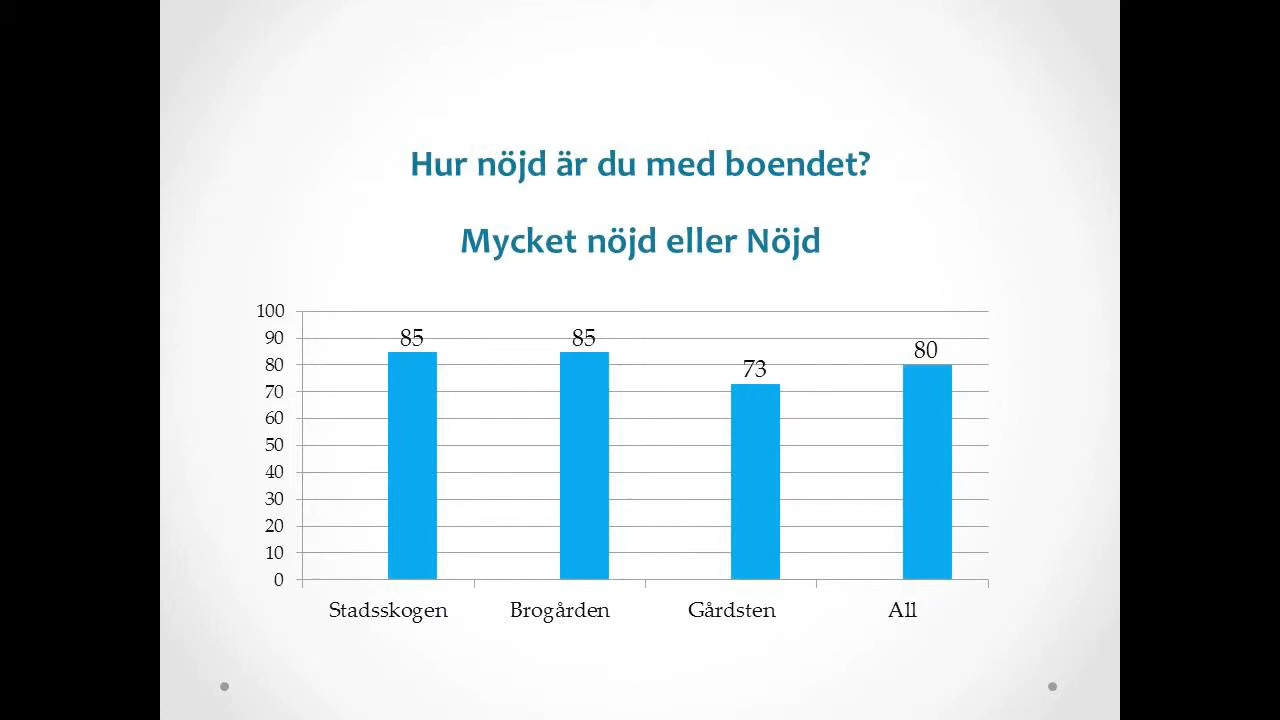 Hur nöjd är du med boendet?
Mycket nöjd eller Nöjd
100
90
80
70
60
50
40
30
20
10
0
85
85
73
80
Stadsskogen
Brogården
Gårdsten
All